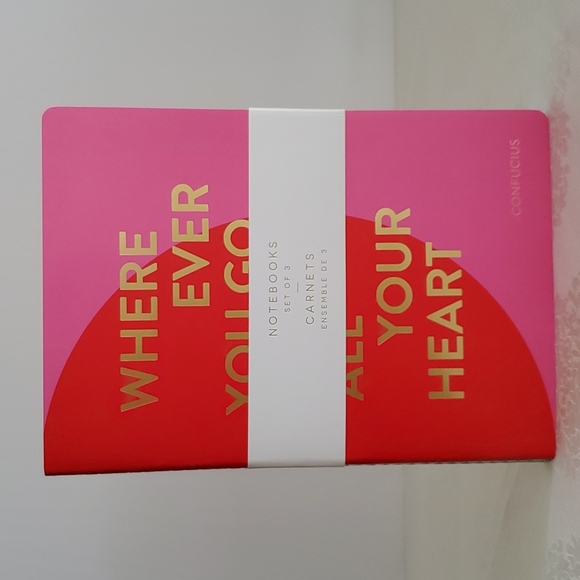 WHERE
EVER
YOU GO
NOTEBOOKS
SET OF 3
CARNETS
ENSEMBLE DE 3
ALL
YOUR
HEART
CONFUCIUS